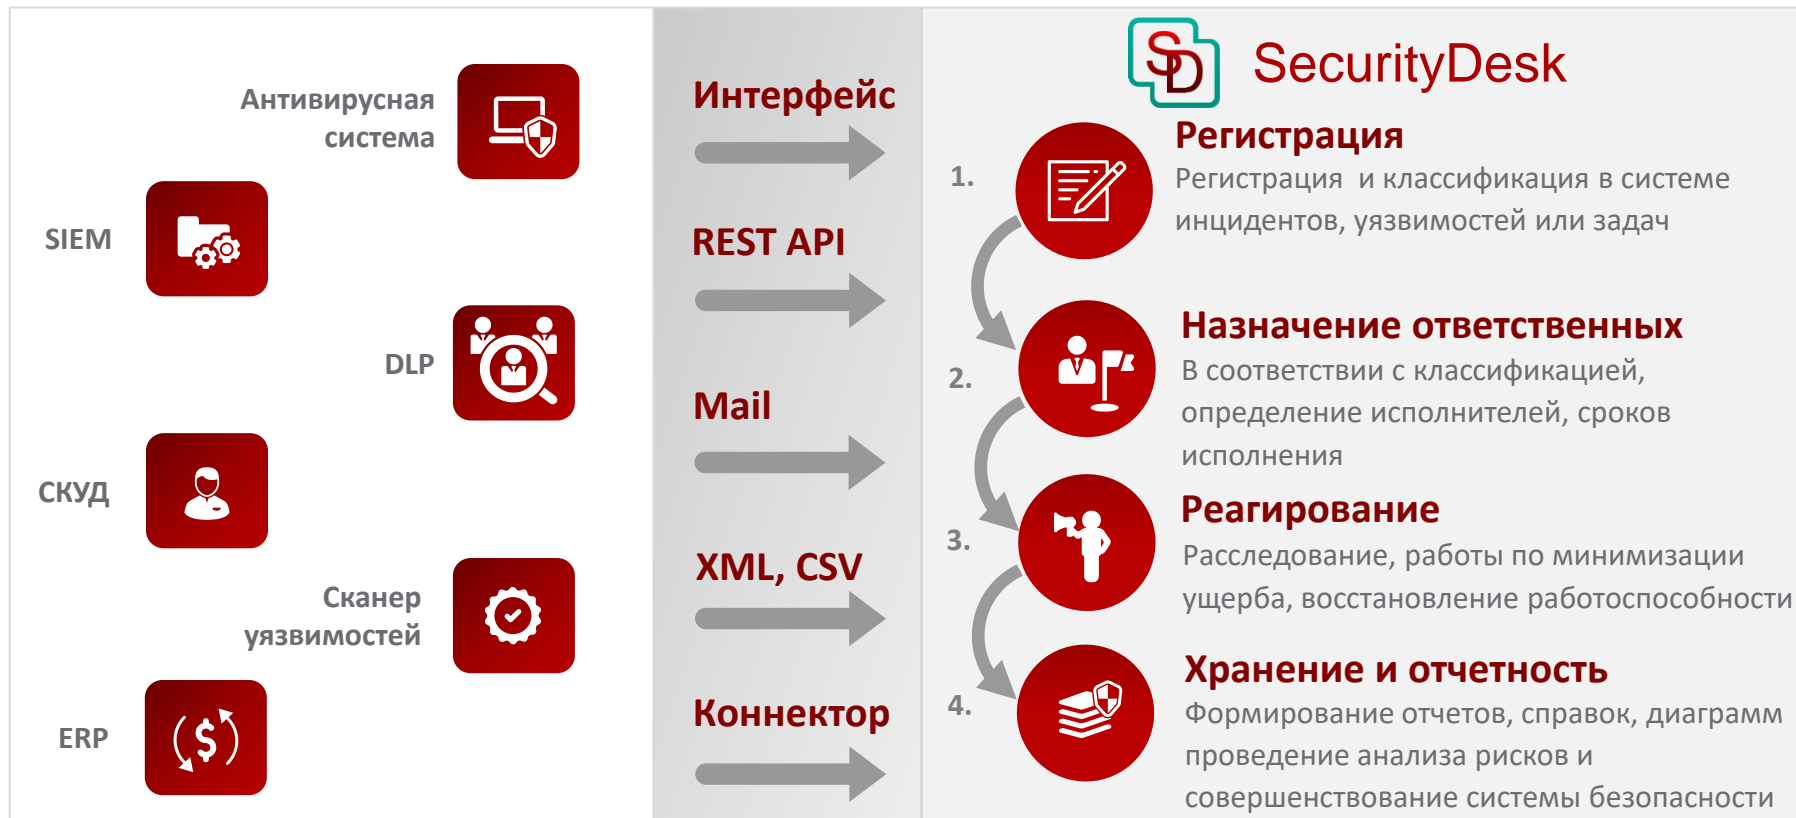 Антивирусная
система
SIEM
DLP
СКУД
Сканер
уязвимостей
ERP
Интерфейс
REST API
Mail
XML, CSV
Коннектор
SD SecurityDesk
1.
Регистрация
Регистрация и классификация в системе
инцидентов, уязвимостей или задач
2.
Назначение ответственных
В соответствии с классификацией,
определение исполнителей, сроков
исполнения
3.
Реагирование
Расследование, работы по минимизации
ущерба, восстановление работоспособности
4.
Хранение и отчетность
Формирование отчетов, справок, диаграмм
проведение анализа рисков и
совершенствование системы безопасности